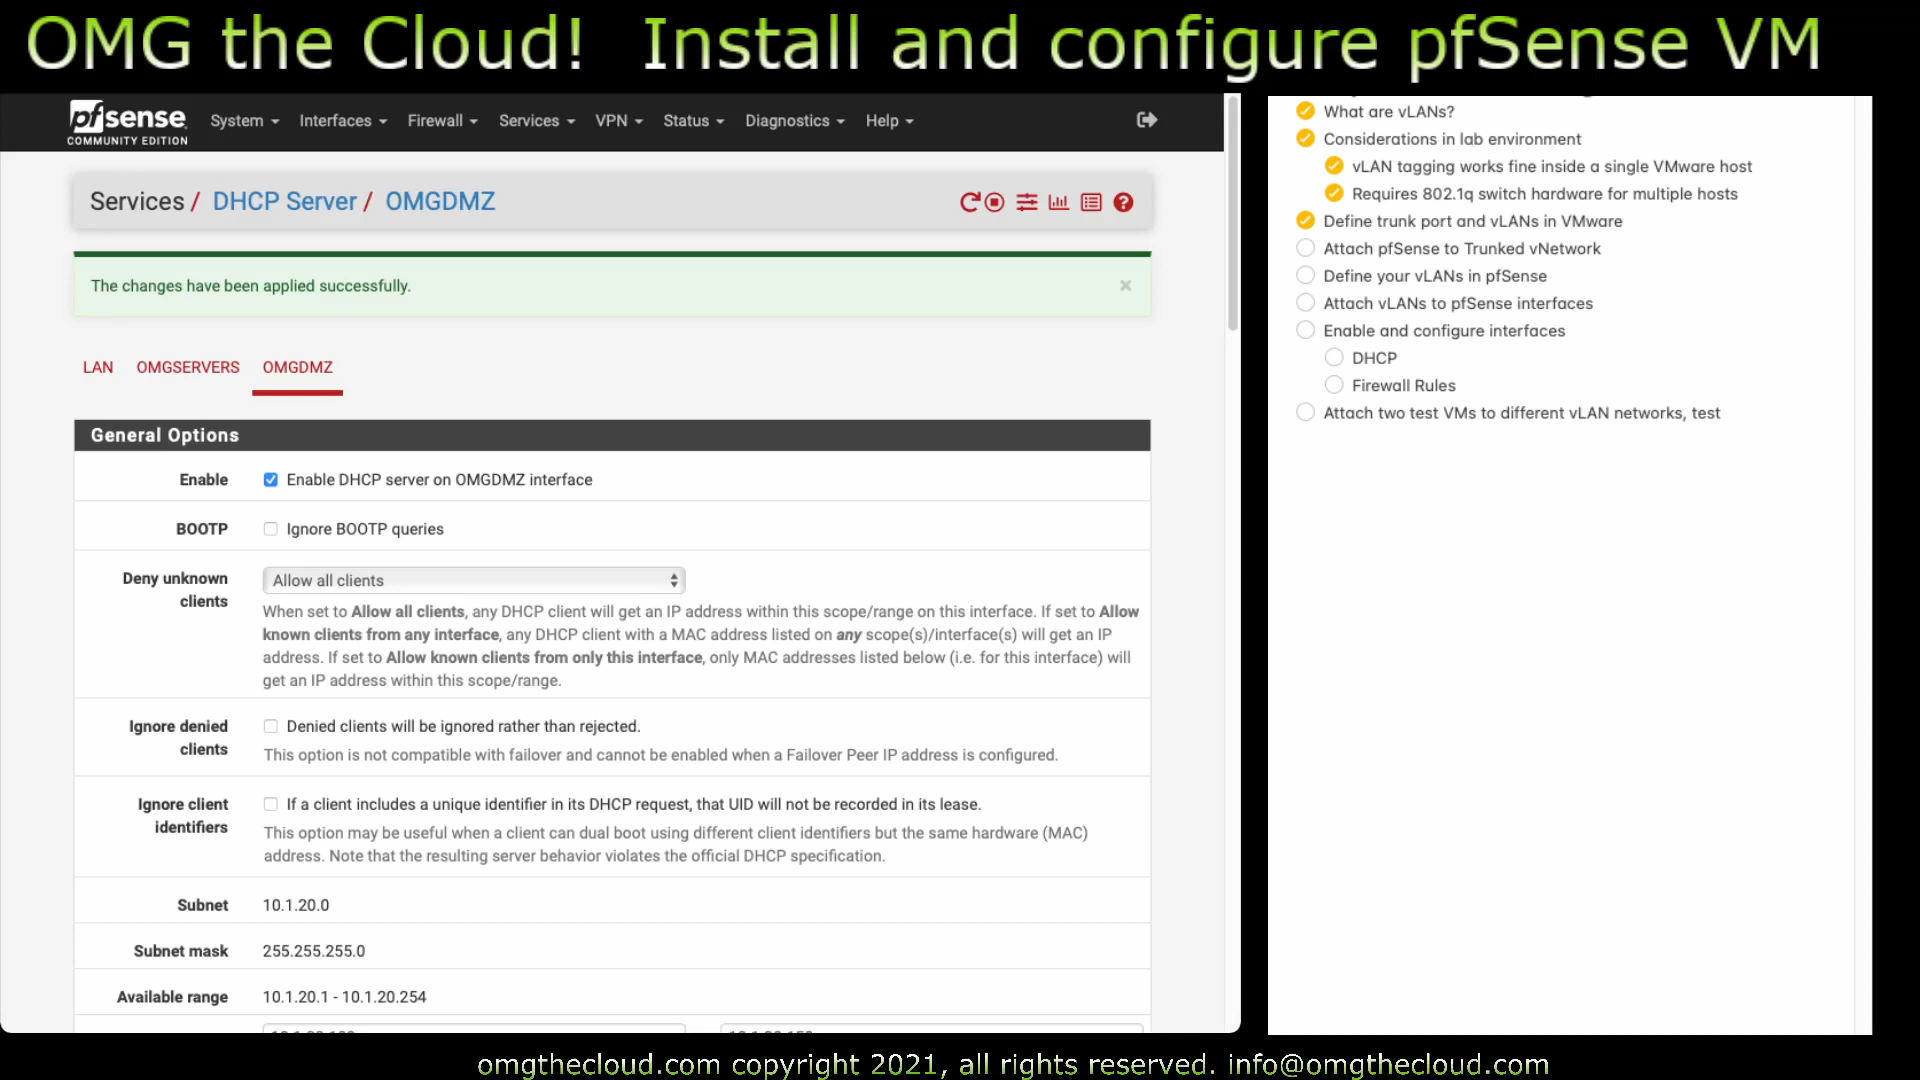 OMG the Cloud! Install and configure pfSense VM
pfsense
COMMUNITY EDITION
System
Interfaces
Firewall
Services
VPN
Status
Diagnostics
Help
Services / DHCP Server / OMGDMZ
The changes have been applied successfully.
×
LAN
OMGSERVERS
OMGDMZ
General Options
Enable
Enable DHCP server on OMGDMZ interface
BOOTP
Ignore BOOTP queries
Deny unknown
clients
Allow all clients
When set to Allow all clients, any DHCP client will get an IP address within this scope/range on this interface. If set to Allow
known clients from any interface, any DHCP client with a MAC address listed on any scope(s)/interface(s) will get an IP
address. If set to Allow known clients from only this interface, only MAC addresses listed below (i.e. for this interface) will
get an IP address within this scope/range.
Ignore denied
clients
Denied clients will be ignored rather than rejected.
This option is not compatible with failover and cannot be enabled when a Failover Peer IP address is configured.
Ignore client
identifiers
If a client includes a unique identifier in its DHCP request, that UID will not be recorded in its lease.
This option may be useful when a client can dual boot using different client identifiers but the same hardware (MAC)
address. Note that the resulting server behavior violates the official DHCP specification.
Subnet
10.1.20.0
Subnet mask
255.255.255.0
Available range
10.1.20.1 - 10.1.20.254
What are vLANs?
Considerations in lab environment
vLAN tagging works fine inside a single VMware host
Requires 802.1q switch hardware for multiple hosts
Define trunk port and vLANs in VMware
Attach pfSense to Trunked vNetwork
Define your vLANs in pfSense
Attach vLANs to pfSense interfaces
Enable and configure interfaces
DHCP
Firewall Rules
Attach two test VMs to different vLAN networks, test
omgthecloud.com copyright 2021, all rights reserved. info@omgthecloud.com